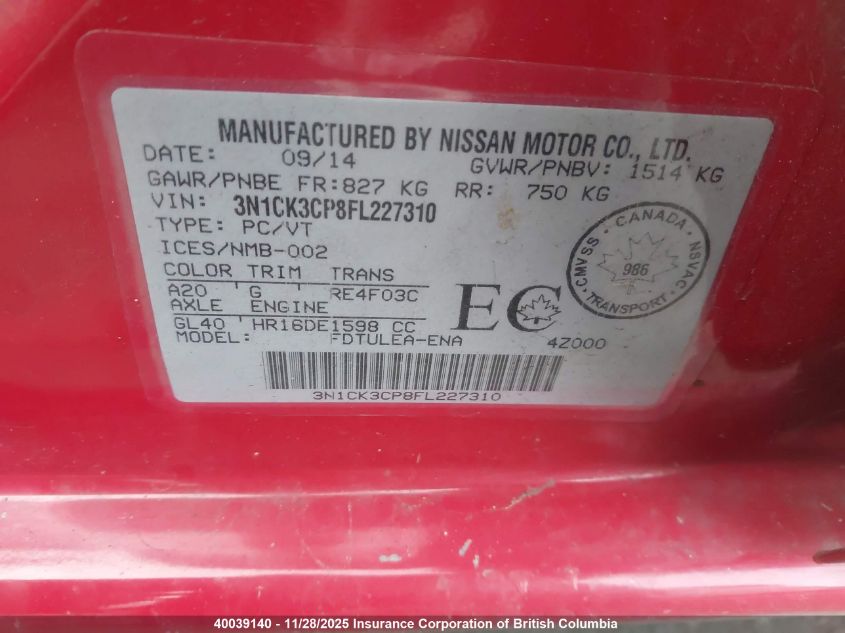 MANUFACTURED BY NISSAN MOTOR CO., LTD.
DATE: 09/14 GVWR/PNBV: 1514 KG
GAWR/PNBE FR: 827 KG RR: 750 KG
VIN: 3N1CK3CP8FL227310
TYPE: PC/VT
ICES/NMB-002
COLOR TRIM TRANS
A20 G RE4F03C
AXLE ENGINE
GL40 HR16DE 1598 CC
MODEL: FDTULEA-ENA 4Z000
EC
CANADA
CMVSS NSVAC
986
TRANSPORT
3N1CK3CP8FL227310
40039140 - 11/28/2025 Insurance Corporation of British Columbia